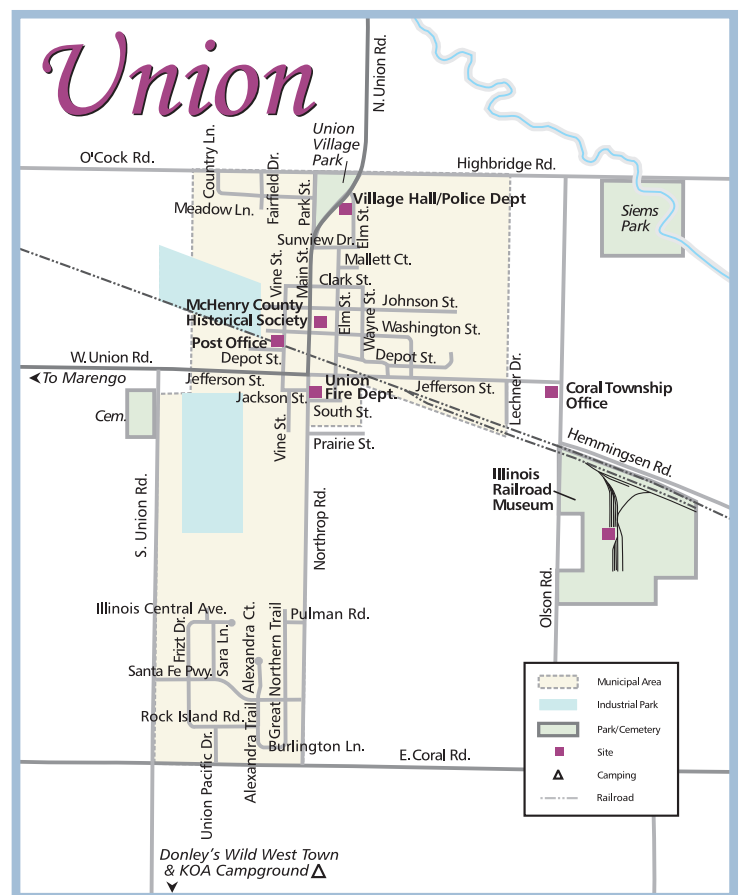 Union
N. Union Rd.
Union
Village
Park
O'Cock Rd.
Country Ln.
Fairfield Dr.
Highbridge Rd.
Meadow Ln.
Park St.
Village Hall/Police Dept
Elm St.
Siems
Park
Sunview Dr.
Mallett Ct.
Vine St.
Main St.
Clark St.
McHenry County
Historical Society
Johnson St.
Elm St.
Wayne St.
Washington St.
Post Office
Depot St.
Depot St.
W. Union Rd.
To Marengo
Jefferson St.
Union
Fire Dept.
Jefferson St.
Lechner Dr.
Coral Township
Office
Jackson St.
South St.
Cem.
Vine St.
Prairie St.
Hemmingsen Rd.
Illinois
Railroad
Museum
S. Union Rd.
Northrop Rd.
Olson Rd.
Illinois Central Ave.
Alexandra Ct.
Great Northern Trail
Pulman Rd.
Frizt Dr.
Sara Ln.
Santa Fe Pwy.
Rock Island Rd.
Alexandra Trail
Burlington Ln.
Union Pacific Dr.
E. Coral Rd.
Municipal Area
Industrial Park
Park/Cemetery
Site
Camping
Railroad
Donley's Wild West Town
& KOA Campground